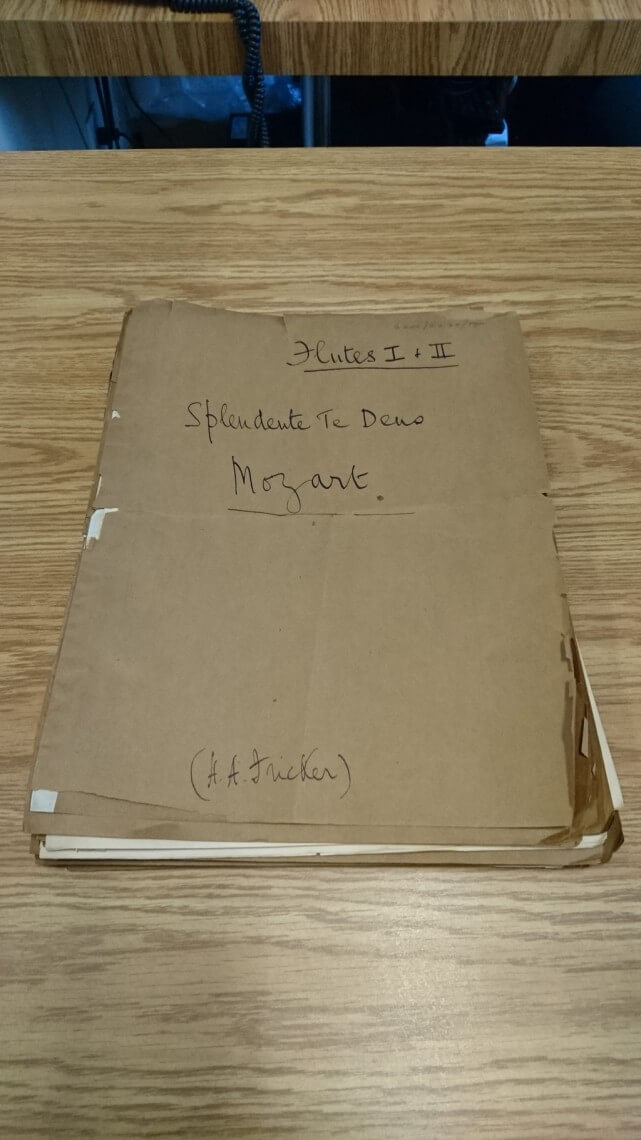 Flutes I + II
Splendente Te Deus
Mozart.
(H. A. Fricker)